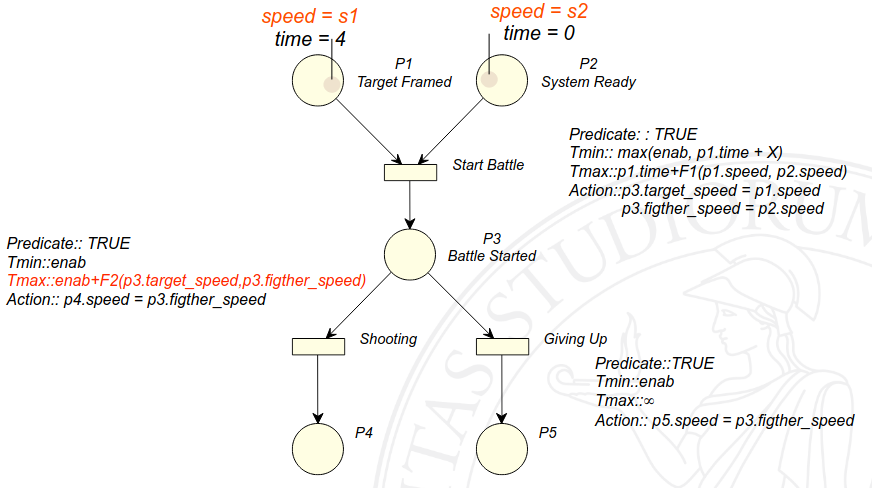 speed = s1
time = 4
speed = s2
time = 0
P1
Target Framed
P2
System Ready
Predicate: : TRUE
Tmin:: max(enab, p1.time + X)
Tmax::p1.time+F1(p1.speed, p2.speed)
Action::p3.target_speed = p1.speed
p3.figther_speed = p2.speed
Start Battle
P3
Battle Started
Predicate:: TRUE
Tmin::enab
Tmax::enab+F2(p3.target_speed,p3.figther_speed)
Action:: p4.speed = p3.figther_speed
Shooting
Giving Up
Predicate::TRUE
Tmin::enab
Tmax::∞
Action:: p5.speed = p3.figther_speed
P4
P5
ITAS STUDIORUM